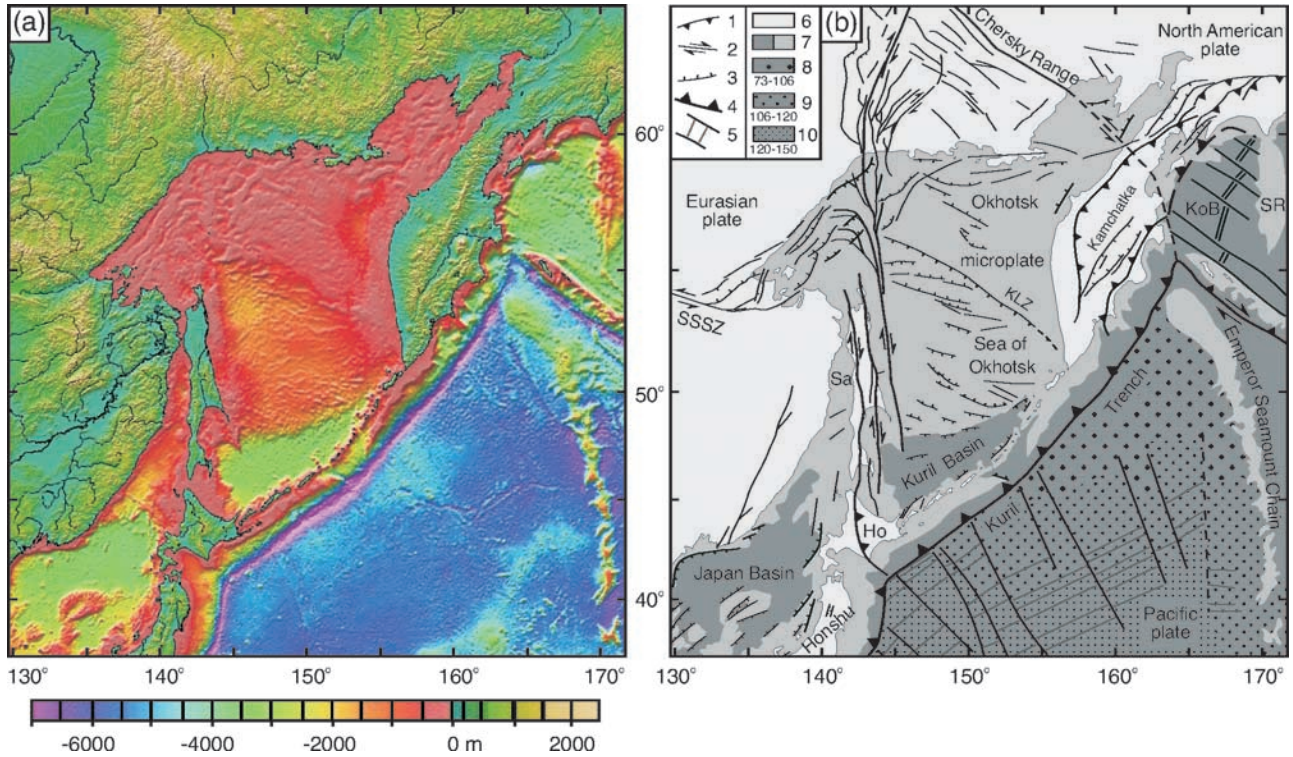 (a)
60°
50°
40°
130°
140°
150°
160°
170°
-6000
-4000
-2000
0 m
2000
(b)
1
2
3
4
5
6
7
8
73-106
9
106-120
10
120-150
Chersky Range
North American
plate
Eurasian
plate
Okhotsk
microplate
Kamchatka
KoB
SR
KLZ
SSSZ
Sea of
Okhotsk
Sa
Trench
Emperor Seamount Chain
Kuril Basin
Kuril
Ho
Japan Basin
Honshu
Pacific
plate
130°
140°
150°
160°
170°